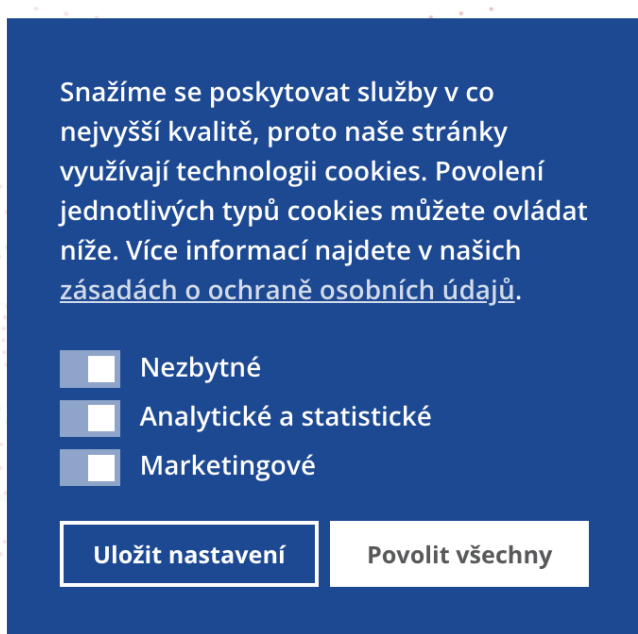 Snažíme se poskytovat služby v co
nejvyšší kvalitě, proto naše stránky
využívají technologii cookies. Povolení
jednotlivých typů cookies můžete ovládat
níže. Více informací najdete v našich
zásadách o ochraně osobních údajů.
Nezbytné
Analytické a statistické
Marketingové
Uložit nastavení
Povolit všechny